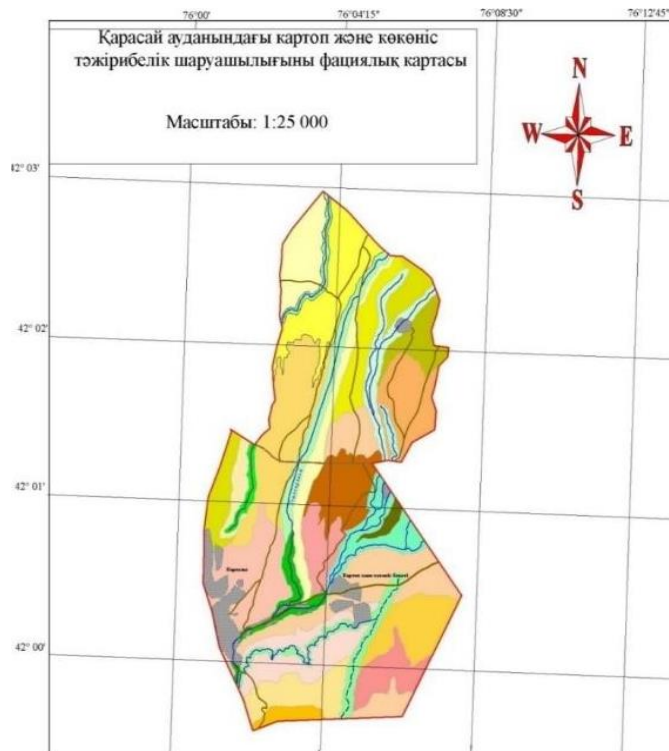 76°00'
76°04'15"
76°08'30"
76°12'45"
Қарасай ауданындағы картоп және көкөніс
тәжірибелік шаруашылығыны фациялық картасы
Масштабы: 1:25 000
N
W
E
S
42° 03'
42° 02'
42° 01'
42° 00'